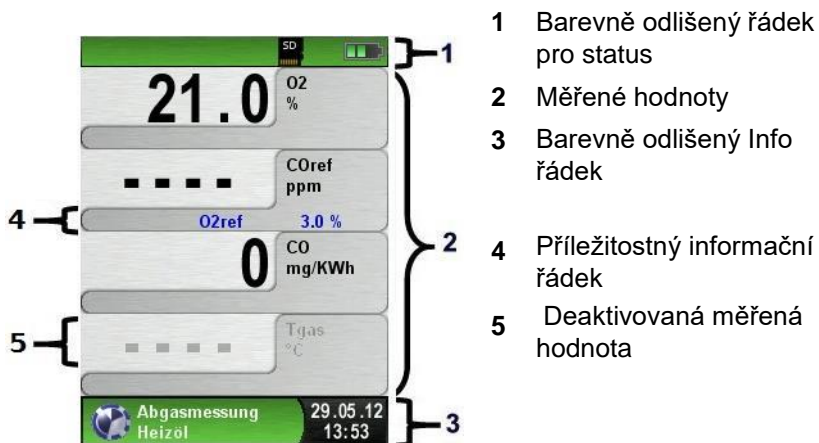 SD
1
21.0
O2
%
- - - -
COref
ppm
4
O2ref 3.0 %
0
CO
mg/KWh
2
5
- - - -
Tgas
°C
Abgasmessung
Heizöl
29.05.12
13:53
3
1 Barevně odlišený řádek
pro status
2 Měřené hodnoty
3 Barevně odlišený Info
řádek
4 Příležitostný informační
řádek
5 Deaktivovaná měřená
hodnota